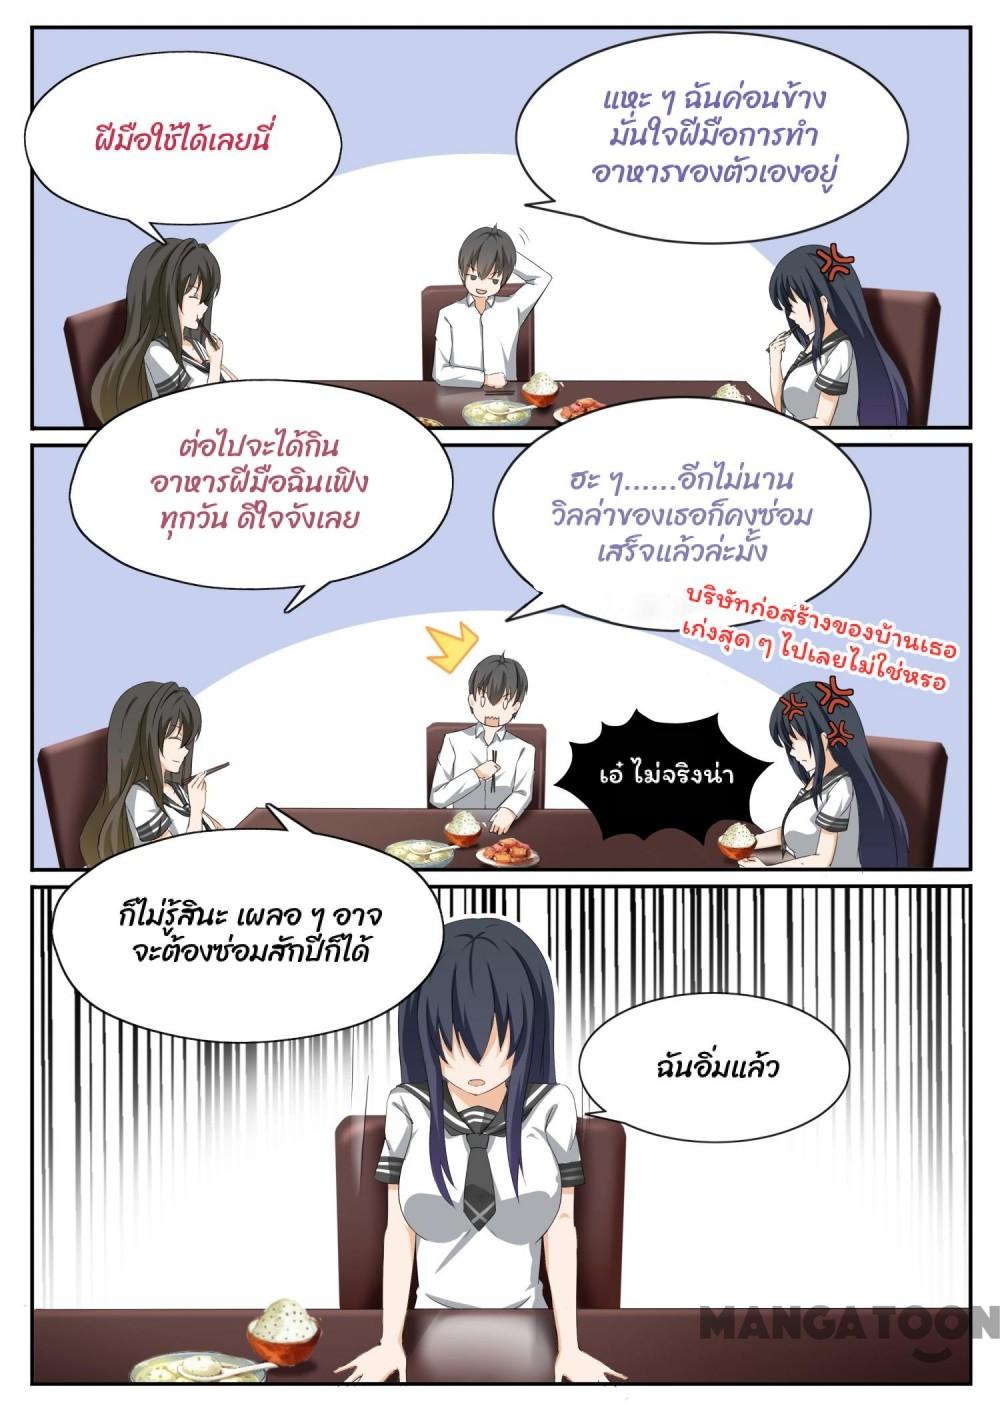 ฝีมือใช้ได้เลยนี่
แหะ ๆ ฉันค่อนข้าง
มั่นใจฝีมือการทำ
อาหารของตัวเองอยู่
ต่อไปจะได้กิน
อาหารฝีมือฉินเฟิง
ทุกวัน ดีใจจังเลย
ฮะ ๆ......อีกไม่นาน
วิลล่าของเธอก็คงซ่อม
เสร็จแล้วล่ะมั้ง
บริษัทก่อสร้างของบ้านเธอ
เก่งสุด ๆ ไปเลยไม่ใช่หรอ
เอ๋ ไม่จริงน่า
ก็ไม่รู้สินะ เผลอ ๆ อาจ
จะต้องซ่อมสักปีก็ได้
ฉันอิ่มแล้ว
MANGATOON